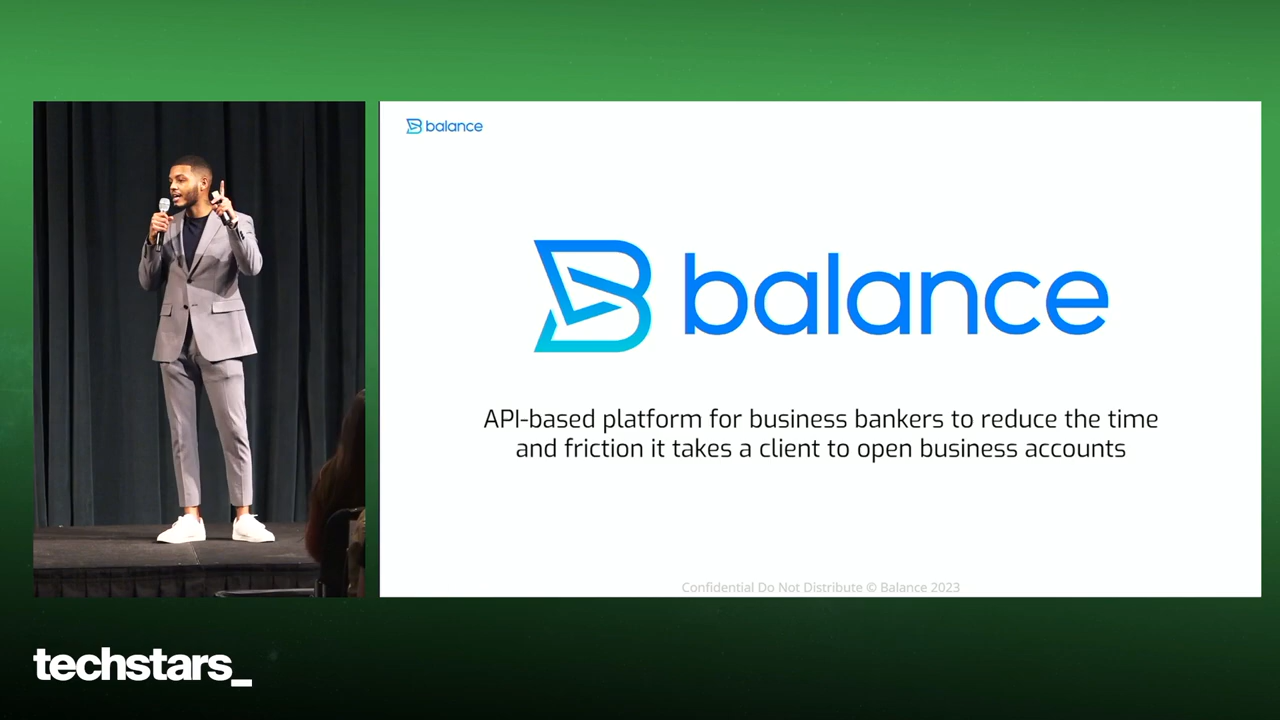 balance
balance
API-based platform for business bankers to reduce the time
and friction it takes a client to open business accounts
Confidential Do Not Distribute © Balance 2023
techstars_